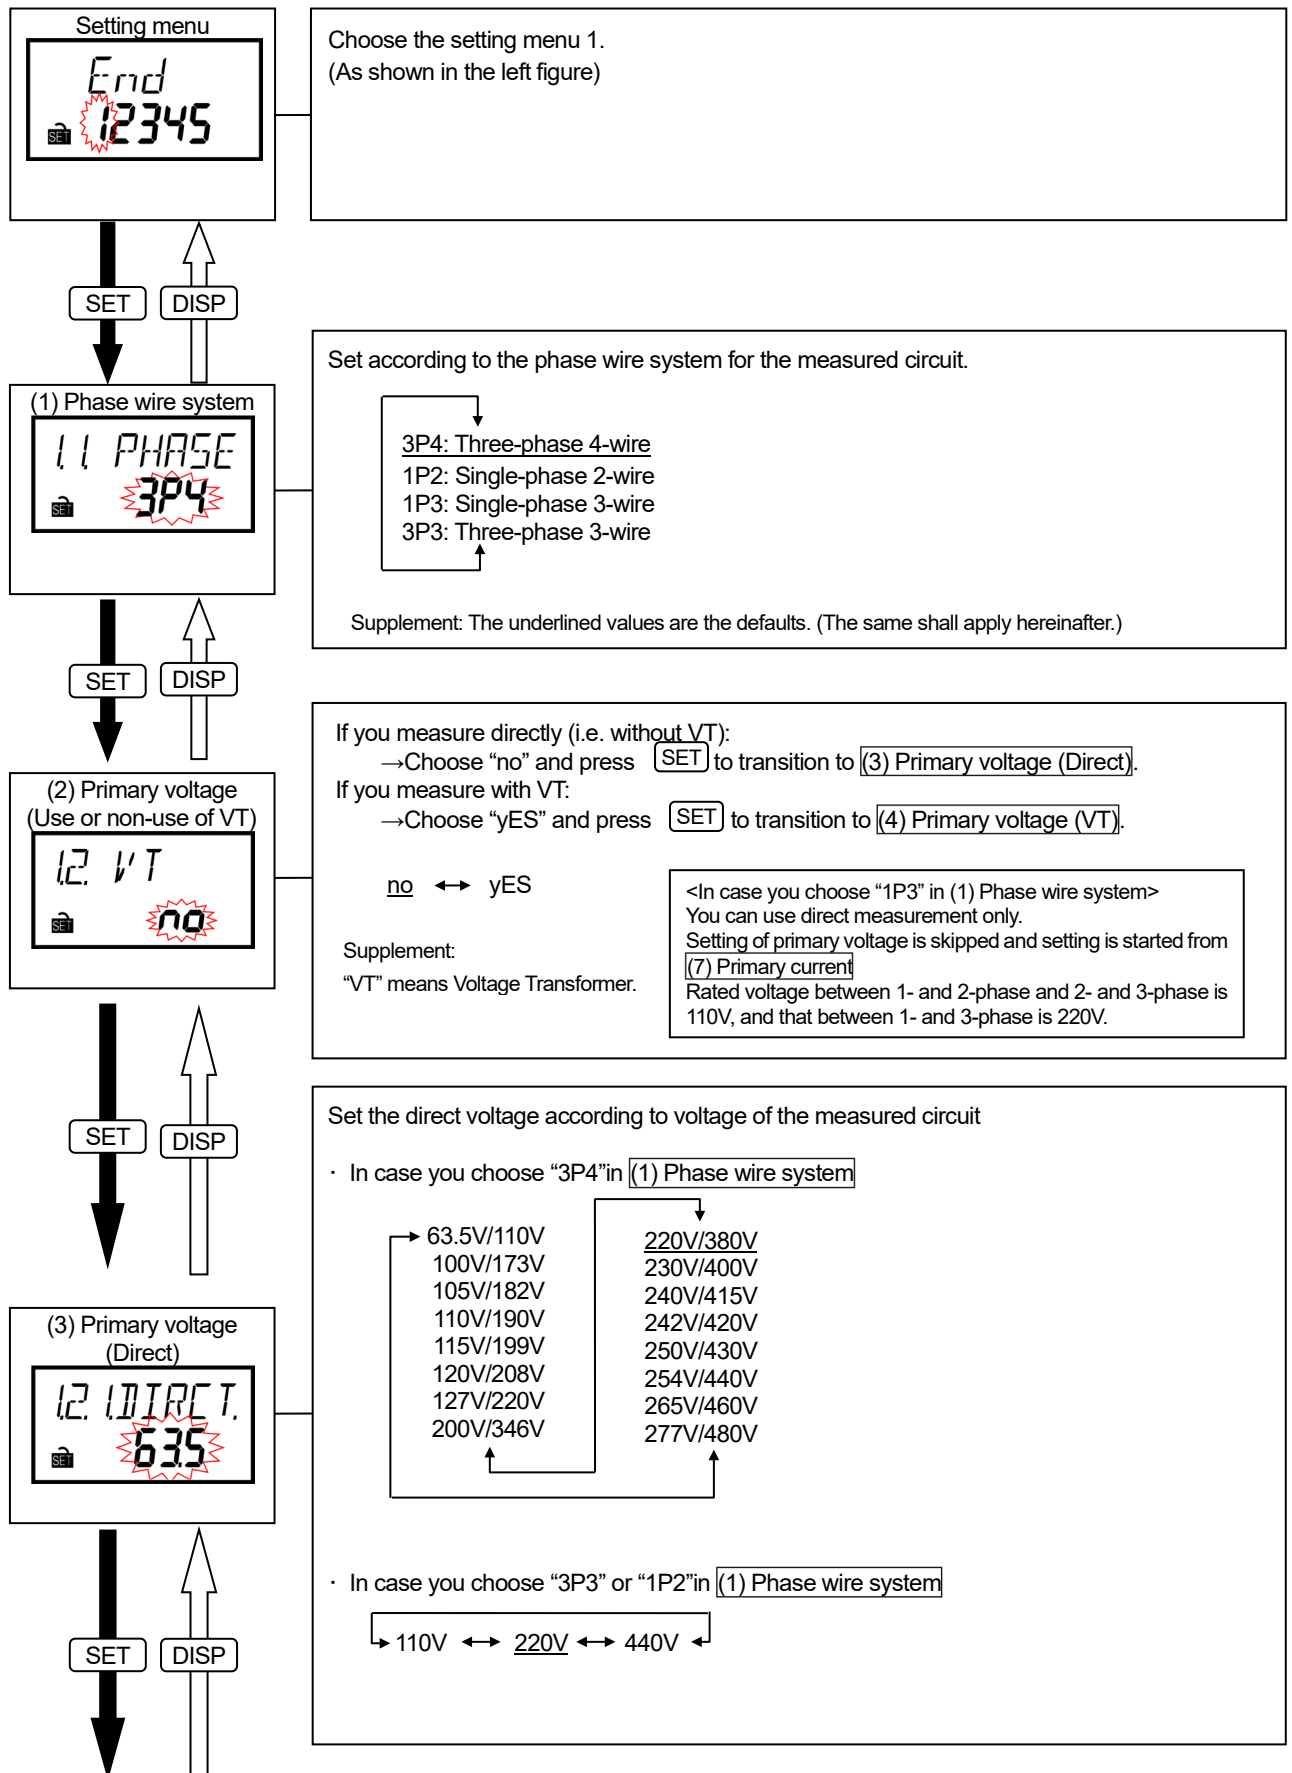 Setting menu
End
12345
SET
Choose the setting menu 1.
(As shown in the left figure)
SET
DISP
(1) Phase wire system
1.1. PHASE
3P4
SET
Set according to the phase wire system for the measured circuit.
3P4: Three-phase 4-wire
1P2: Single-phase 2-wire
1P3: Single-phase 3-wire
3P3: Three-phase 3-wire
Supplement: The underlined values are the defaults. (The same shall apply hereinafter.)
SET
DISP
(2) Primary voltage
(Use or non-use of VT)
1.2. VT
no
SET
If you measure directly (i.e. without VT):
→Choose “no” and press SET to transition to (3) Primary voltage (Direct).
If you measure with VT:
→Choose “yES” and press SET to transition to (4) Primary voltage (VT).
no ↔ yES
Supplement:
“VT” means Voltage Transformer.
<In case you choose “1P3” in (1) Phase wire system>
You can use direct measurement only.
Setting of primary voltage is skipped and setting is started from
(7) Primary current
Rated voltage between 1- and 2-phase and 2- and 3-phase is
110V, and that between 1- and 3-phase is 220V.
SET
DISP
(3) Primary voltage
(Direct)
1.2.1.DIRCT.
63.5
SET
Set the direct voltage according to voltage of the measured circuit
· In case you choose “3P4”in (1) Phase wire system
63.5V/110V
100V/173V
105V/182V
110V/190V
115V/199V
120V/208V
127V/220V
200V/346V
220V/380V
230V/400V
240V/415V
242V/420V
250V/430V
254V/440V
265V/460V
277V/480V
· In case you choose “3P3” or “1P2”in (1) Phase wire system
110V ↔ 220V ↔ 440V
SET
DISP